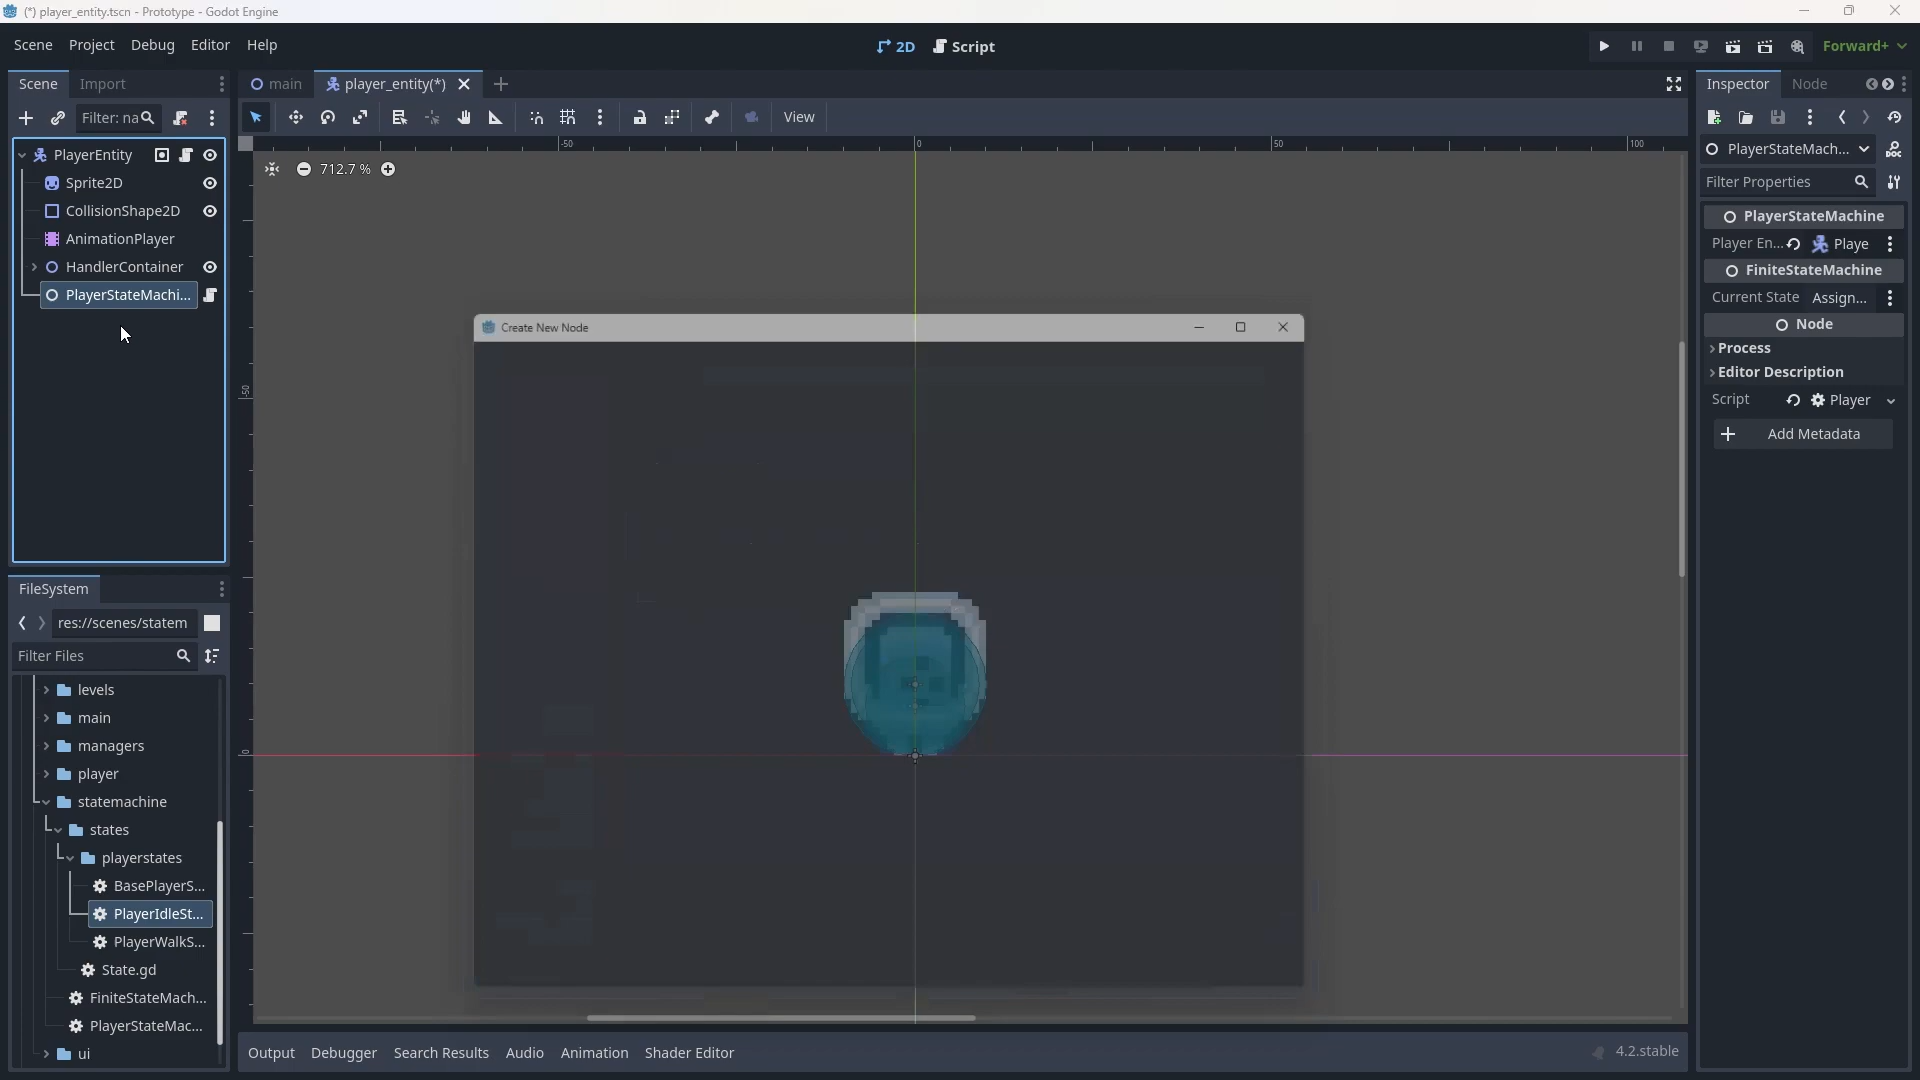 (*) player_entity.tscn - Prototype - Godot Engine
Scene Project Debug Editor Help
2D Script
Forward+
Scene Import
main player_entity(*)
Inspector Node
Filter: na
View
PlayerEntity
Sprite2D
CollisionShape2D
AnimationPlayer
HandlerContainer
PlayerStateMachi...
-50 0 50 100
712.7 %
-50
0
Create New Node
PlayerStateMach...
Filter Properties
PlayerStateMachine
Player En... Playe
FiniteStateMachine
Current State Assign...
Node
Process
Editor Description
Script Player
Add Metadata
FileSystem
res://scenes/statem
Filter Files
levels
main
managers
player
statemachine
states
playerstates
BasePlayerS...
PlayerIdleSt...
PlayerWalkS...
State.gd
FiniteStateMach...
PlayerStateMac...
ui
Output Debugger Search Results Audio Animation Shader Editor
4.2.stable